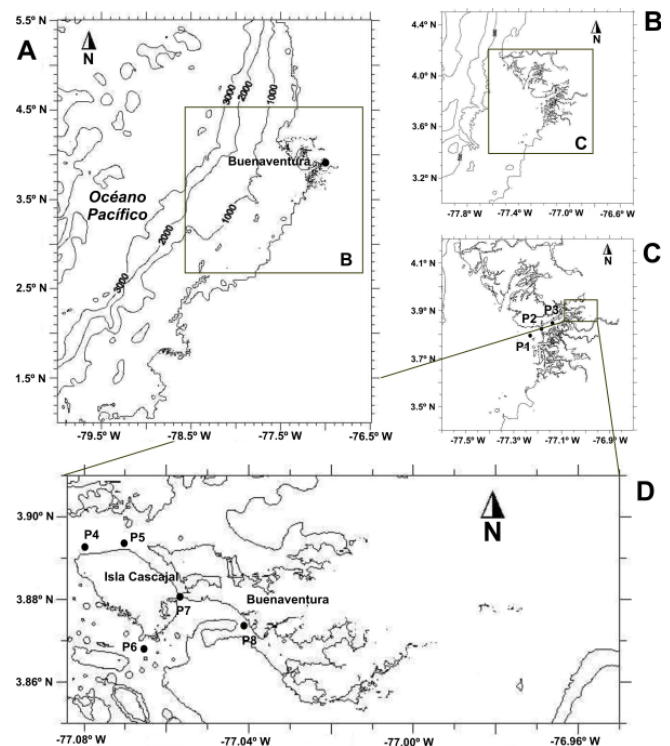 A
N
5.5° N
4.5° N
3.5° N
2.5° N
1.5° N
3000
2000
1000
Buenaventura
Océano
Pacífico
3000
2000
1000
B
-79.5° W
-78.5° W
-77.5° W
-76.5° W
B
N
4.4° N
4.0° N
3.6° N
3.2° N
C
-77.8° W
-77.4° W
-77.0° W
-76.6° W
C
N
4.1° N
3.9° N
3.7° N
3.5° N
P3
P2
P1
-77.5° W
-77.3° W
-77.1° W
-76.9° W
D
N
3.90° N
3.88° N
3.86° N
P4
P5
Isla Cascajal
P7
Buenaventura
P6
P8
-77.08° W
-77.04° W
-77.00° W
-76.96° W